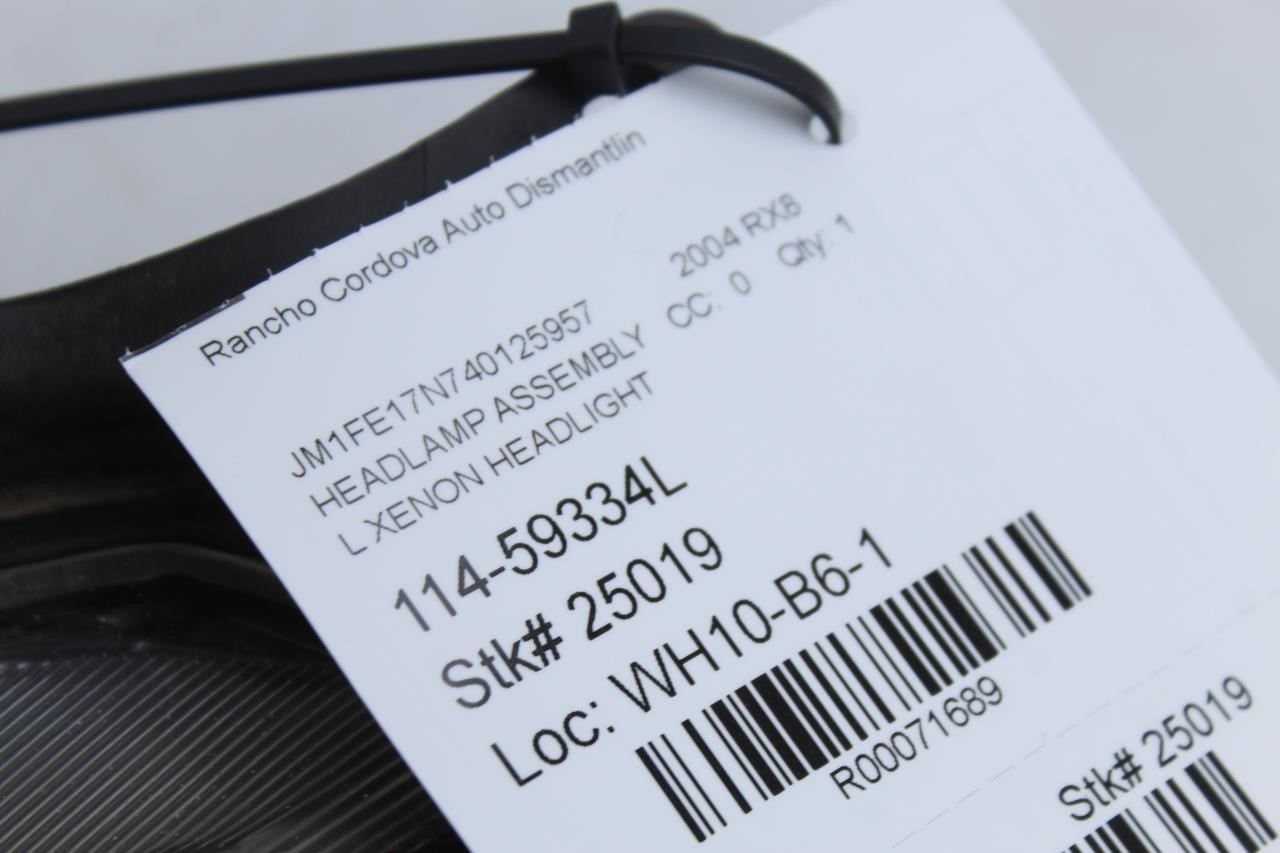 Rancho Cordova Auto Dismantlin
2004 RX8
JM1FE17N740125957
CC: 0 Qty: 1
HEADLAMP ASSEMBLY
L XENON HEADLIGHT
114-59334L
Stk# 25019
Loc: WH10-B6-1
R00071689
Stk# 25019